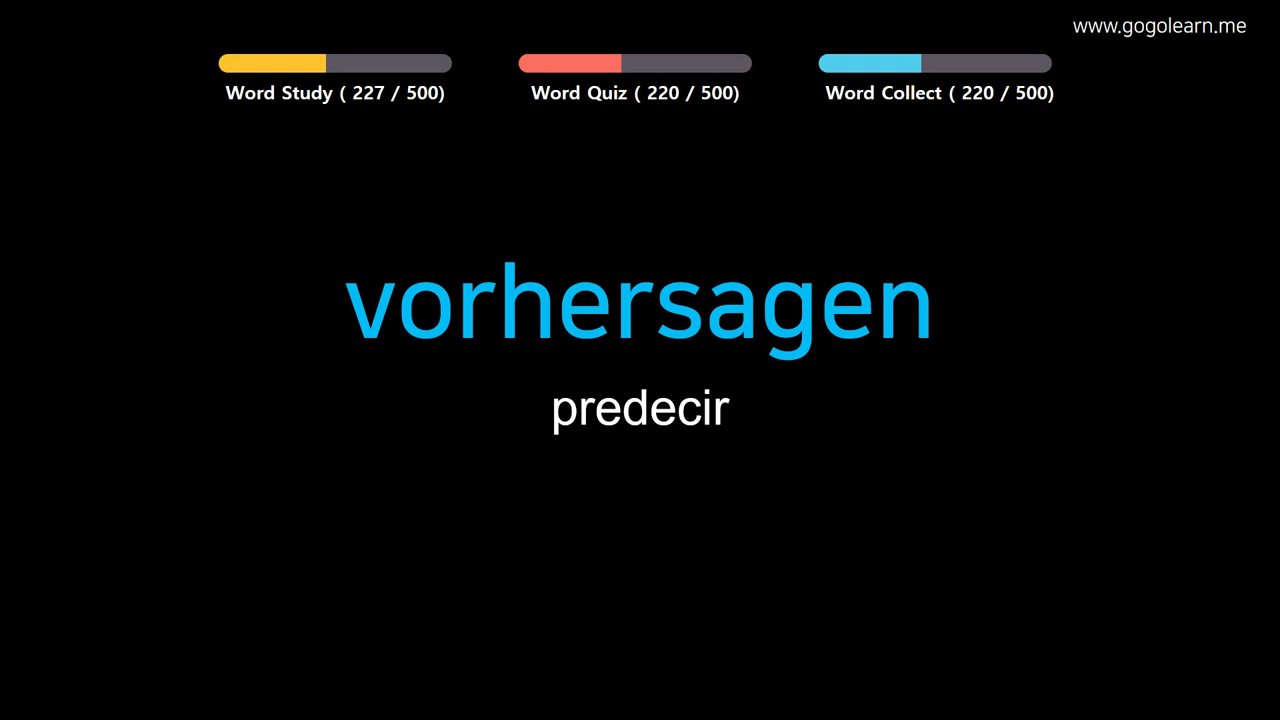 www.gogolearn.me
Word Study ( 227 / 500)
Word Quiz ( 220 / 500)
Word Collect ( 220 / 500)
vorhersagen
predecir